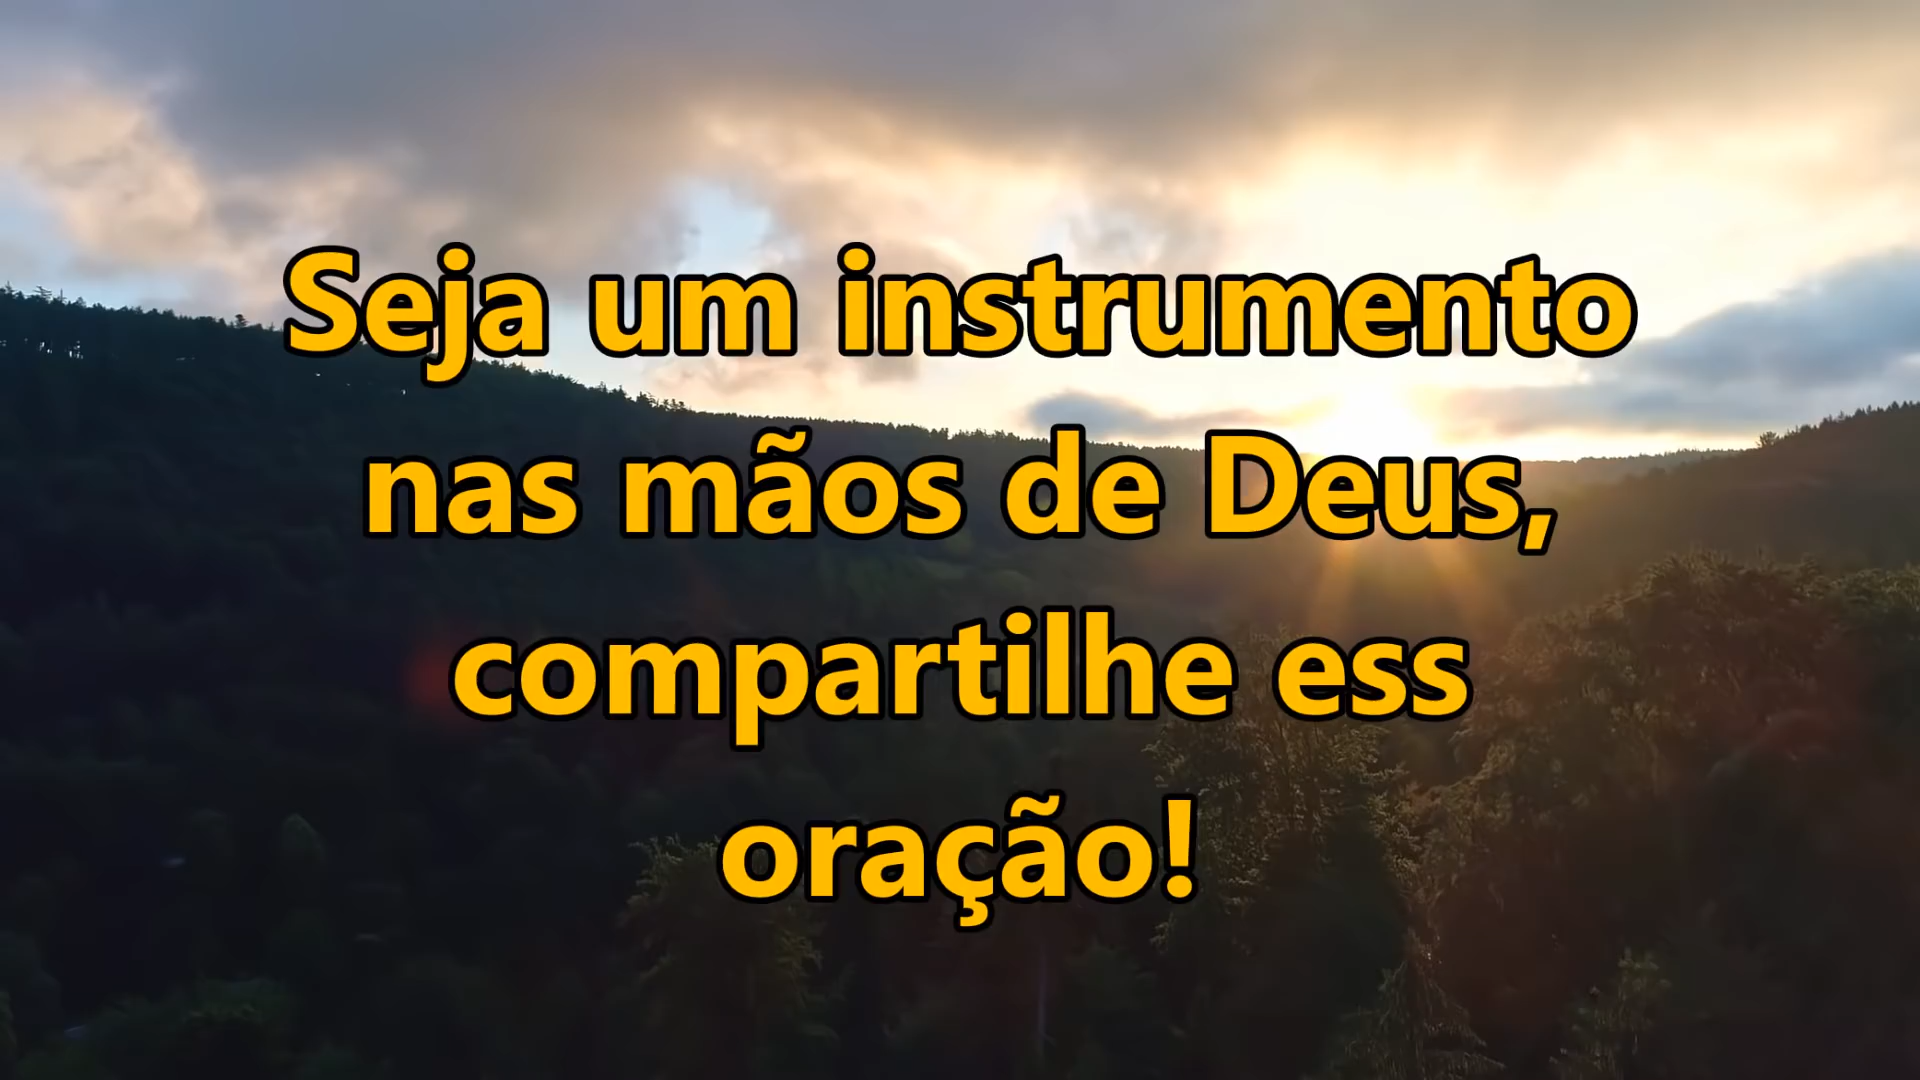 Seja um instrumento
nas mãos de Deus,
compartilhe ess
oração!